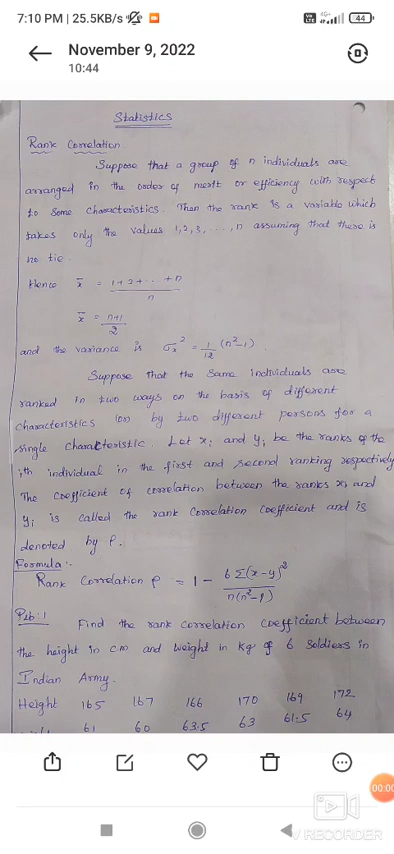 7:10 PM | 25.5KB/s
44
November 9, 2022
10:44
Statistics
Rank Correlation.
Suppose that a group of n individuals are
arranged in the order of merit or efficiency with respect
to some characteristics. Then the rank is a variable which
takes only the values 1,2,3,....,n assuming that there is
no tie.
Hence x̄ = 1+2+...+n / n
x̄ = n+1 / 2
and the variance is σx² = 1/12 (n²-1).
Suppose that the same individuals are
ranked in two ways on the basis of different
characteristics ion by two different persons for a
single characteristic. Let xi and yi be the ranks of the
ith individual in the first and second ranking respectively
The coefficient of correlation between the ranks xi and
yi is called the rank correlation coefficient and is
denoted by ρ.
Formula:-
Rank Correlation ρ = 1 - 6Σ(x-y)² / n(n²-1)
Pbb:1
Find the rank correlation coefficient between
the height in cm and weight in kg of 6 soldiers in
Indian Army.
Height 165 167 166 170 169 172
61 60 63.5 63 61.5 64
00:00
RECORDER